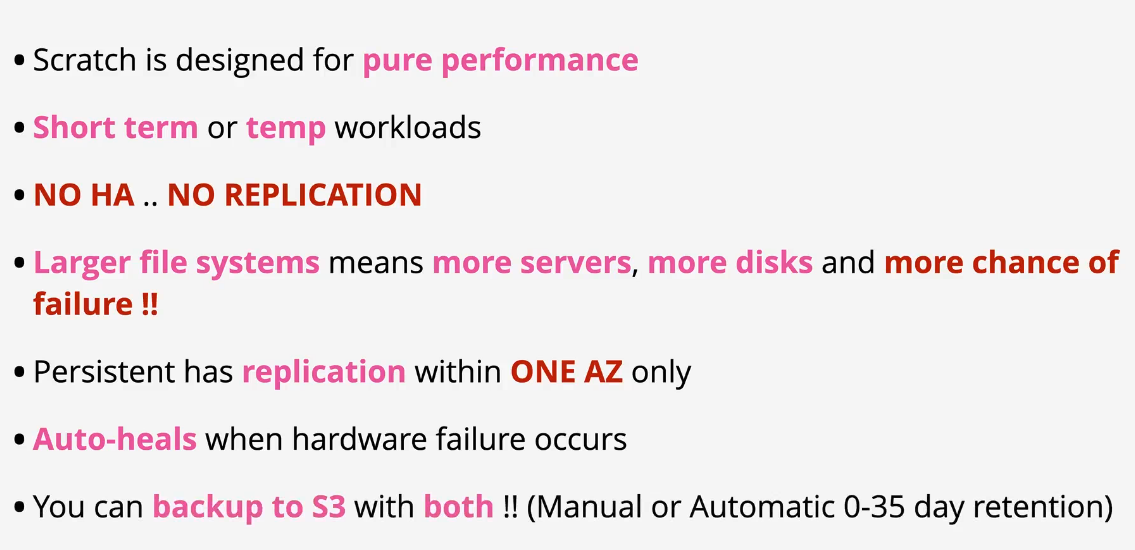 • Scratch is designed for pure performance
• Short term or temp workloads
• NO HA .. NO REPLICATION
• Larger file systems means more servers, more disks and more chance of
failure !!
• Persistent has replication within ONE AZ only
• Auto-heals when hardware failure occurs
• You can backup to S3 with both !! (Manual or Automatic 0-35 day retention)